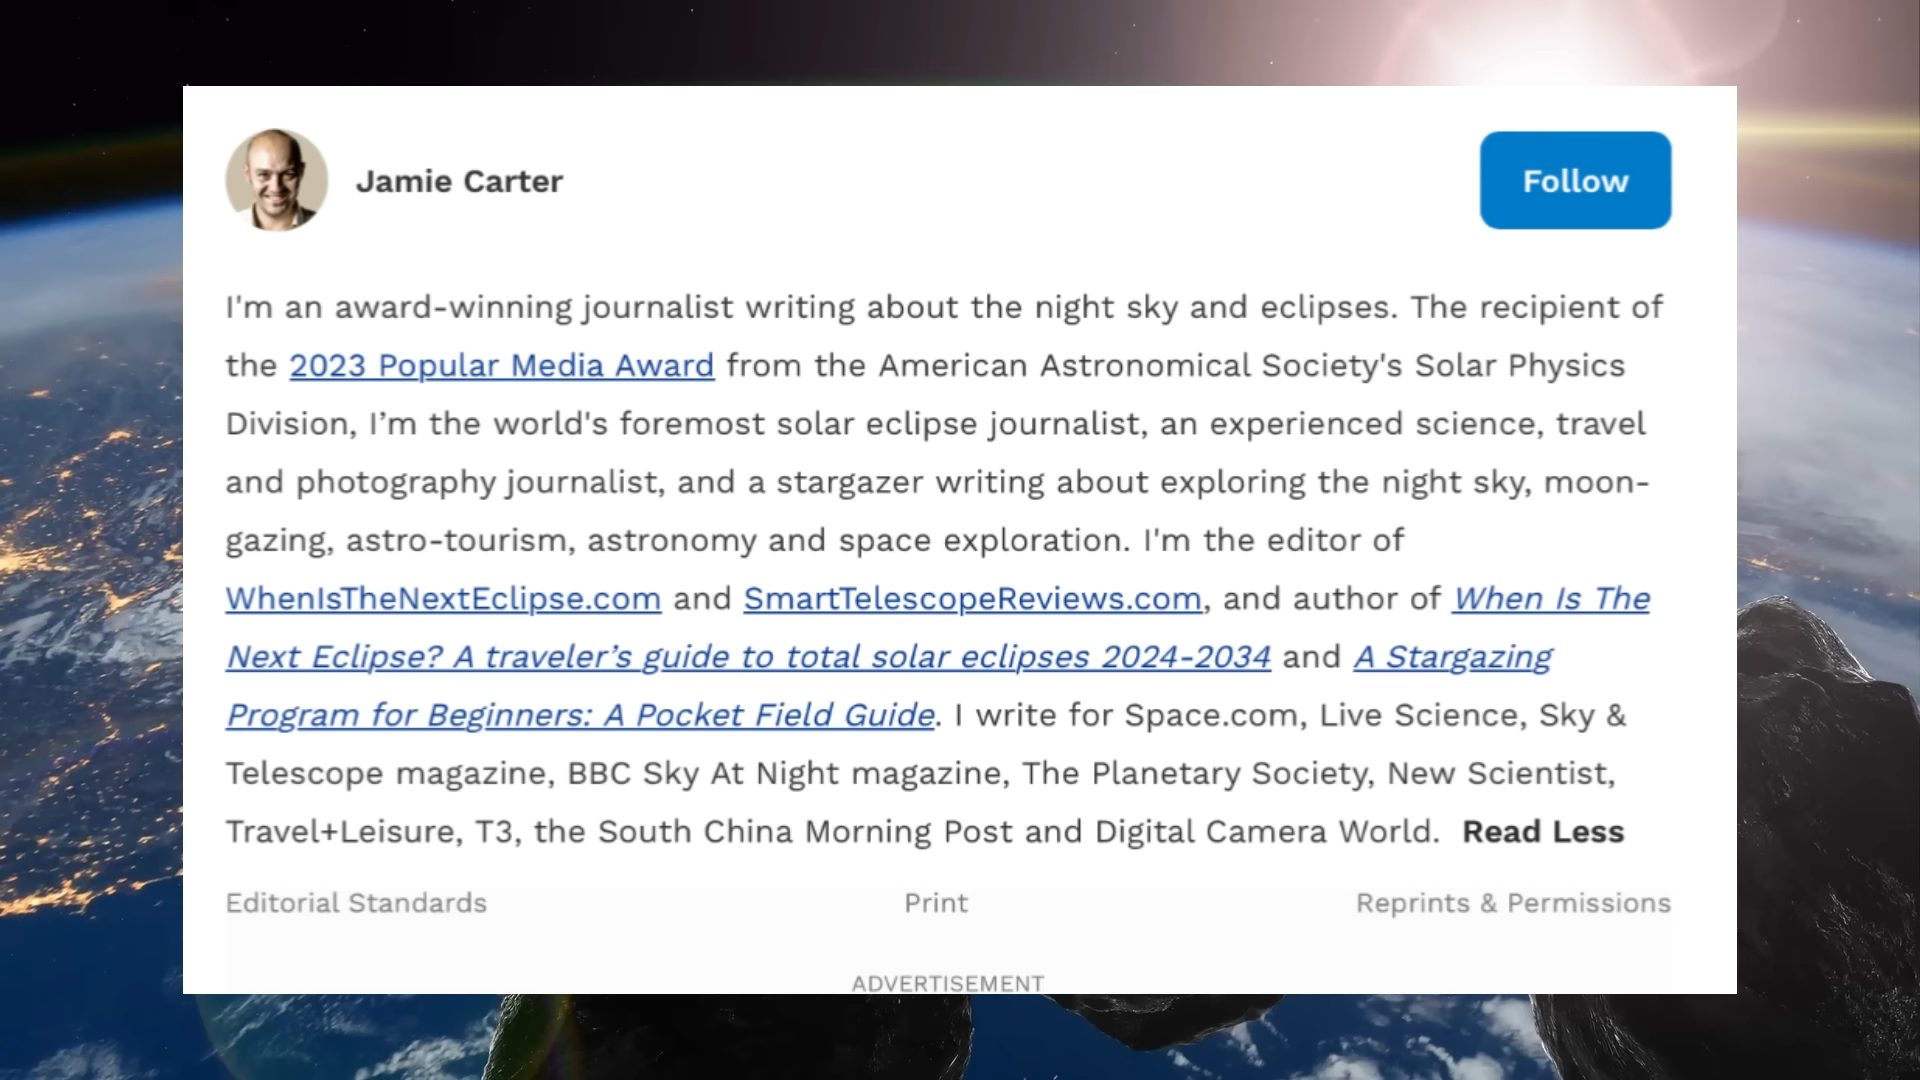 Jamie Carter
Follow
I'm an award-winning journalist writing about the night sky and eclipses. The recipient of
the 2023 Popular Media Award from the American Astronomical Society's Solar Physics
Division, I’m the world's foremost solar eclipse journalist, an experienced science, travel
and photography journalist, and a stargazer writing about exploring the night sky, moon-
gazing, astro-tourism, astronomy and space exploration. I'm the editor of
WhenIsTheNextEclipse.com and SmartTelescopeReviews.com, and author of When Is The
Next Eclipse? A traveler’s guide to total solar eclipses 2024-2034 and A Stargazing
Program for Beginners: A Pocket Field Guide. I write for Space.com, Live Science, Sky &
Telescope magazine, BBC Sky At Night magazine, The Planetary Society, New Scientist,
Travel+Leisure, T3, the South China Morning Post and Digital Camera World. Read Less
Editorial Standards
Print
Reprints & Permissions
ADVERTISEMENT